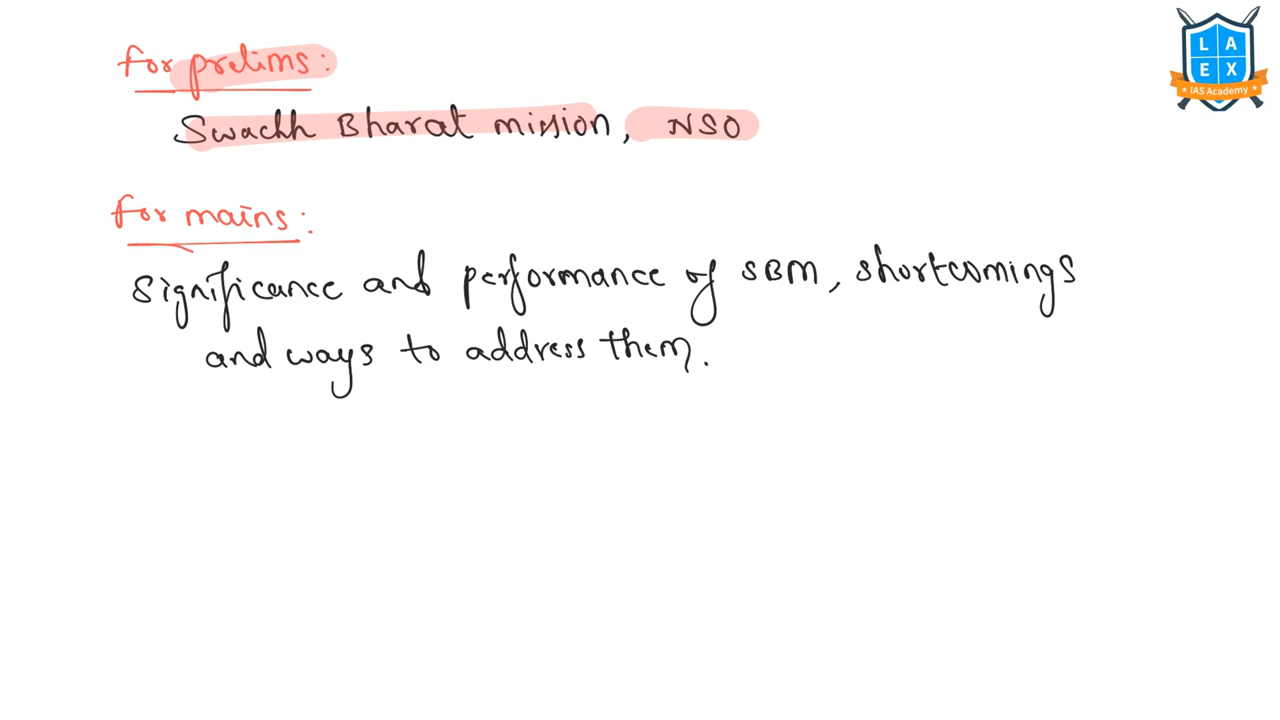 for prelims:
Swachh Bharat mission, NSO
for mains:
Significance and performance of SBM, shortcomings
and ways to address them.
L A
E X
IAS Academy